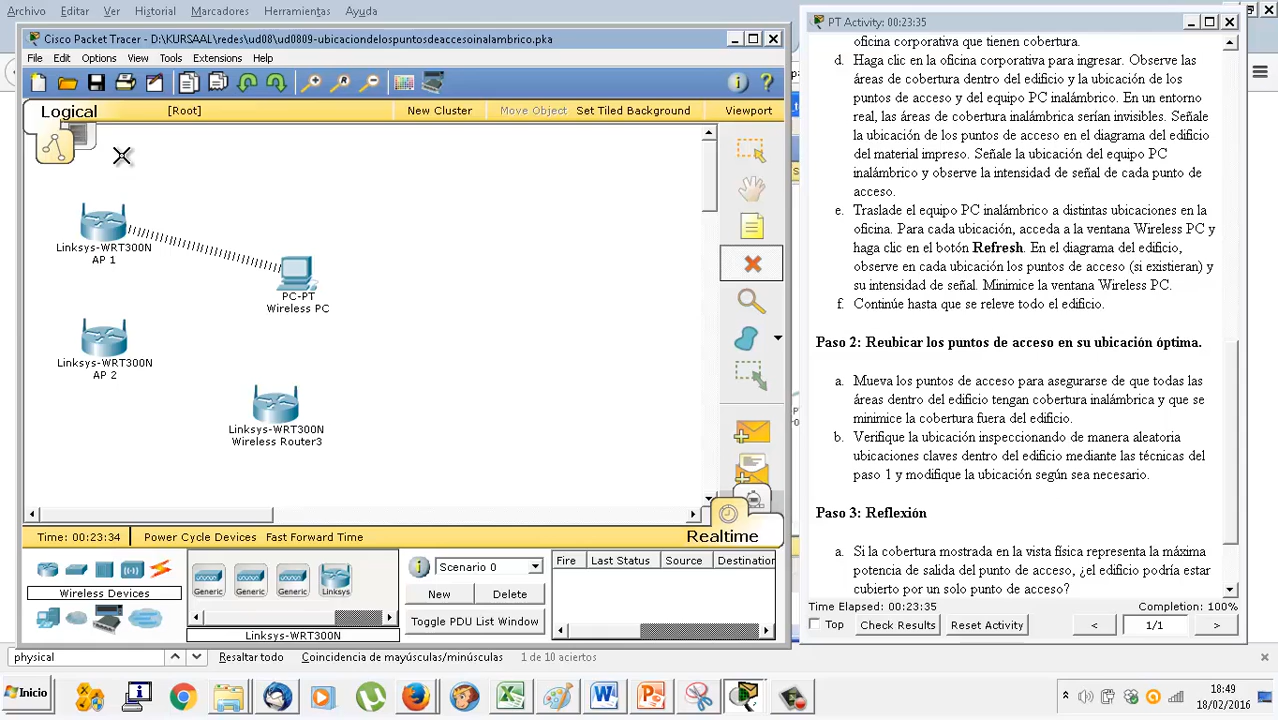 Archivo Editar Ver Historial Marcadores Herramientas Ayuda
Cisco Packet Tracer - D:\KURSAAL\redes\ud08\ud0809-ubicaciondelospuntosdeaccesoinalambrico.pka
File Edit Options View Tools Extensions Help
Logical [Root] New Cluster Move Object Set Tiled Background Viewport
Linksys-WRT300N
AP 1
PC-PT
Wireless PC
Linksys-WRT300N
AP 2
Linksys-WRT300N
Wireless Router3
Realtime
Time: 00:23:34 Power Cycle Devices Fast Forward Time
Wireless Devices
Generic Generic Generic Linksys
Linksys-WRT300N
Scenario 0
New Delete
Toggle PDU List Window
Fire Last Status Source Destination
PT Activity: 00:23:35
oficina corporativa que tienen cobertura.
d. Haga clic en la oficina corporativa para ingresar. Observe las
áreas de cobertura dentro del edificio y la ubicación de los
puntos de acceso y del equipo PC inalámbrico. En un entorno
real, las áreas de cobertura inalámbrica serían invisibles. Señale
la ubicación de los puntos de acceso en el diagrama del edificio
del material impreso. Señale la ubicación del equipo PC
inalámbrico y observe la intensidad de señal de cada punto de
acceso.
e. Traslade el equipo PC inalámbrico a distintas ubicaciones en la
oficina. Para cada ubicación, acceda a la ventana Wireless PC y
haga clic en el botón Refresh. En el diagrama del edificio,
observe en cada ubicación los puntos de acceso (si existieran) y
su intensidad de señal. Minimice la ventana Wireless PC.
f. Continúe hasta que se releve todo el edificio.
Paso 2: Reubicar los puntos de acceso en su ubicación óptima.
a. Mueva los puntos de acceso para asegurarse de que todas las
áreas dentro del edificio tengan cobertura inalámbrica y que se
minimice la cobertura fuera del edificio.
b. Verifique la ubicación inspeccionando de manera aleatoria
ubicaciones claves dentro del edificio mediante las técnicas del
paso 1 y modifique la ubicación según sea necesario.
Paso 3: Reflexión
a. Si la cobertura mostrada en la vista física representa la máxima
potencia de salida del punto de acceso, ¿el edificio podría estar
cubierto por un solo punto de acceso?
Time Elapsed: 00:23:35 Completion: 100%
Top Check Results Reset Activity < 1/1 >
physical Resaltar todo Coincidencia de mayúsculas/minúsculas 1 de 10 aciertos
Inicio
18:49
18/02/2016